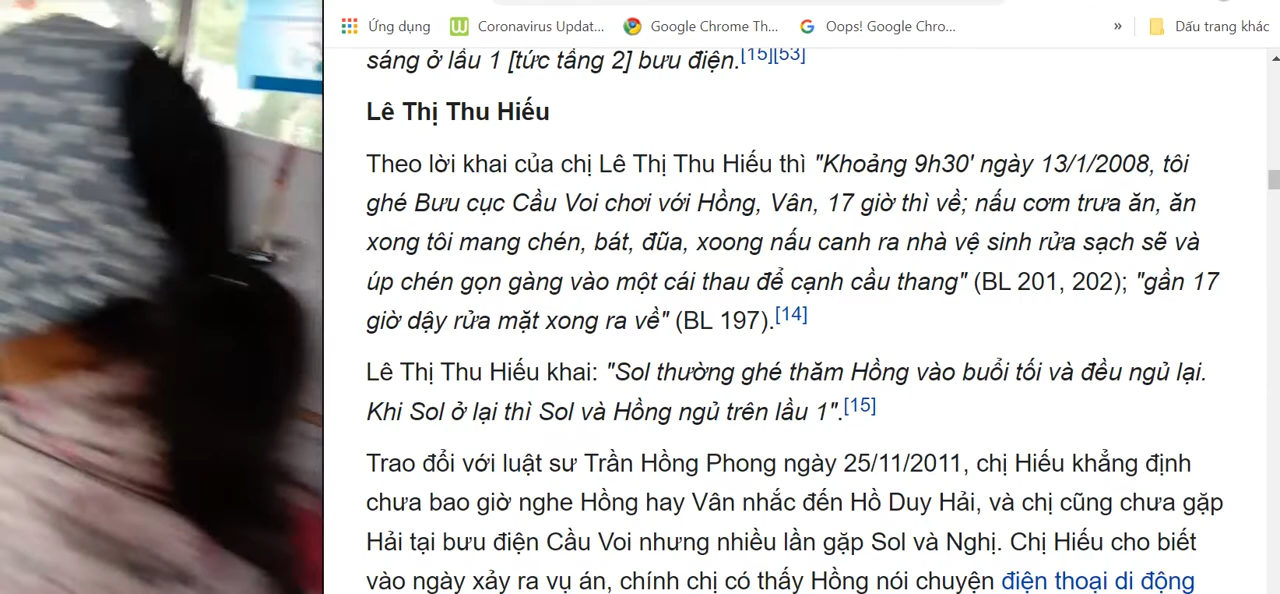 Ứng dụng
Coronavirus Updat...
Google Chrome Th...
Oops! Google Chro...
»
Dấu trang khác
sáng ở lầu 1 [tức tầng 2] bưu điện.[15][53]
Lê Thị Thu Hiếu
Theo lời khai của chị Lê Thị Thu Hiếu thì "Khoảng 9h30' ngày 13/1/2008, tôi
ghé Bưu cục Cầu Voi chơi với Hồng, Vân, 17 giờ thì về; nấu cơm trưa ăn, ăn
xong tôi mang chén, bát, đũa, xoong nấu canh ra nhà vệ sinh rửa sạch sẽ và
úp chén gọn gàng vào một cái thau để cạnh cầu thang" (BL 201, 202); "gần 17
giờ dậy rửa mặt xong ra về" (BL 197).[14]
Lê Thị Thu Hiếu khai: "Sol thường ghé thăm Hồng vào buổi tối và đều ngủ lại.
Khi Sol ở lại thì Sol và Hồng ngủ trên lầu 1".[15]
Trao đổi với luật sư Trần Hồng Phong ngày 25/11/2011, chị Hiếu khẳng định
chưa bao giờ nghe Hồng hay Vân nhắc đến Hồ Duy Hải, và chị cũng chưa gặp
Hải tại bưu điện Cầu Voi nhưng nhiều lần gặp Sol và Nghị. Chị Hiếu cho biết
vào ngày xảy ra vụ án, chính chị có thấy Hồng nói chuyện điện thoại di động